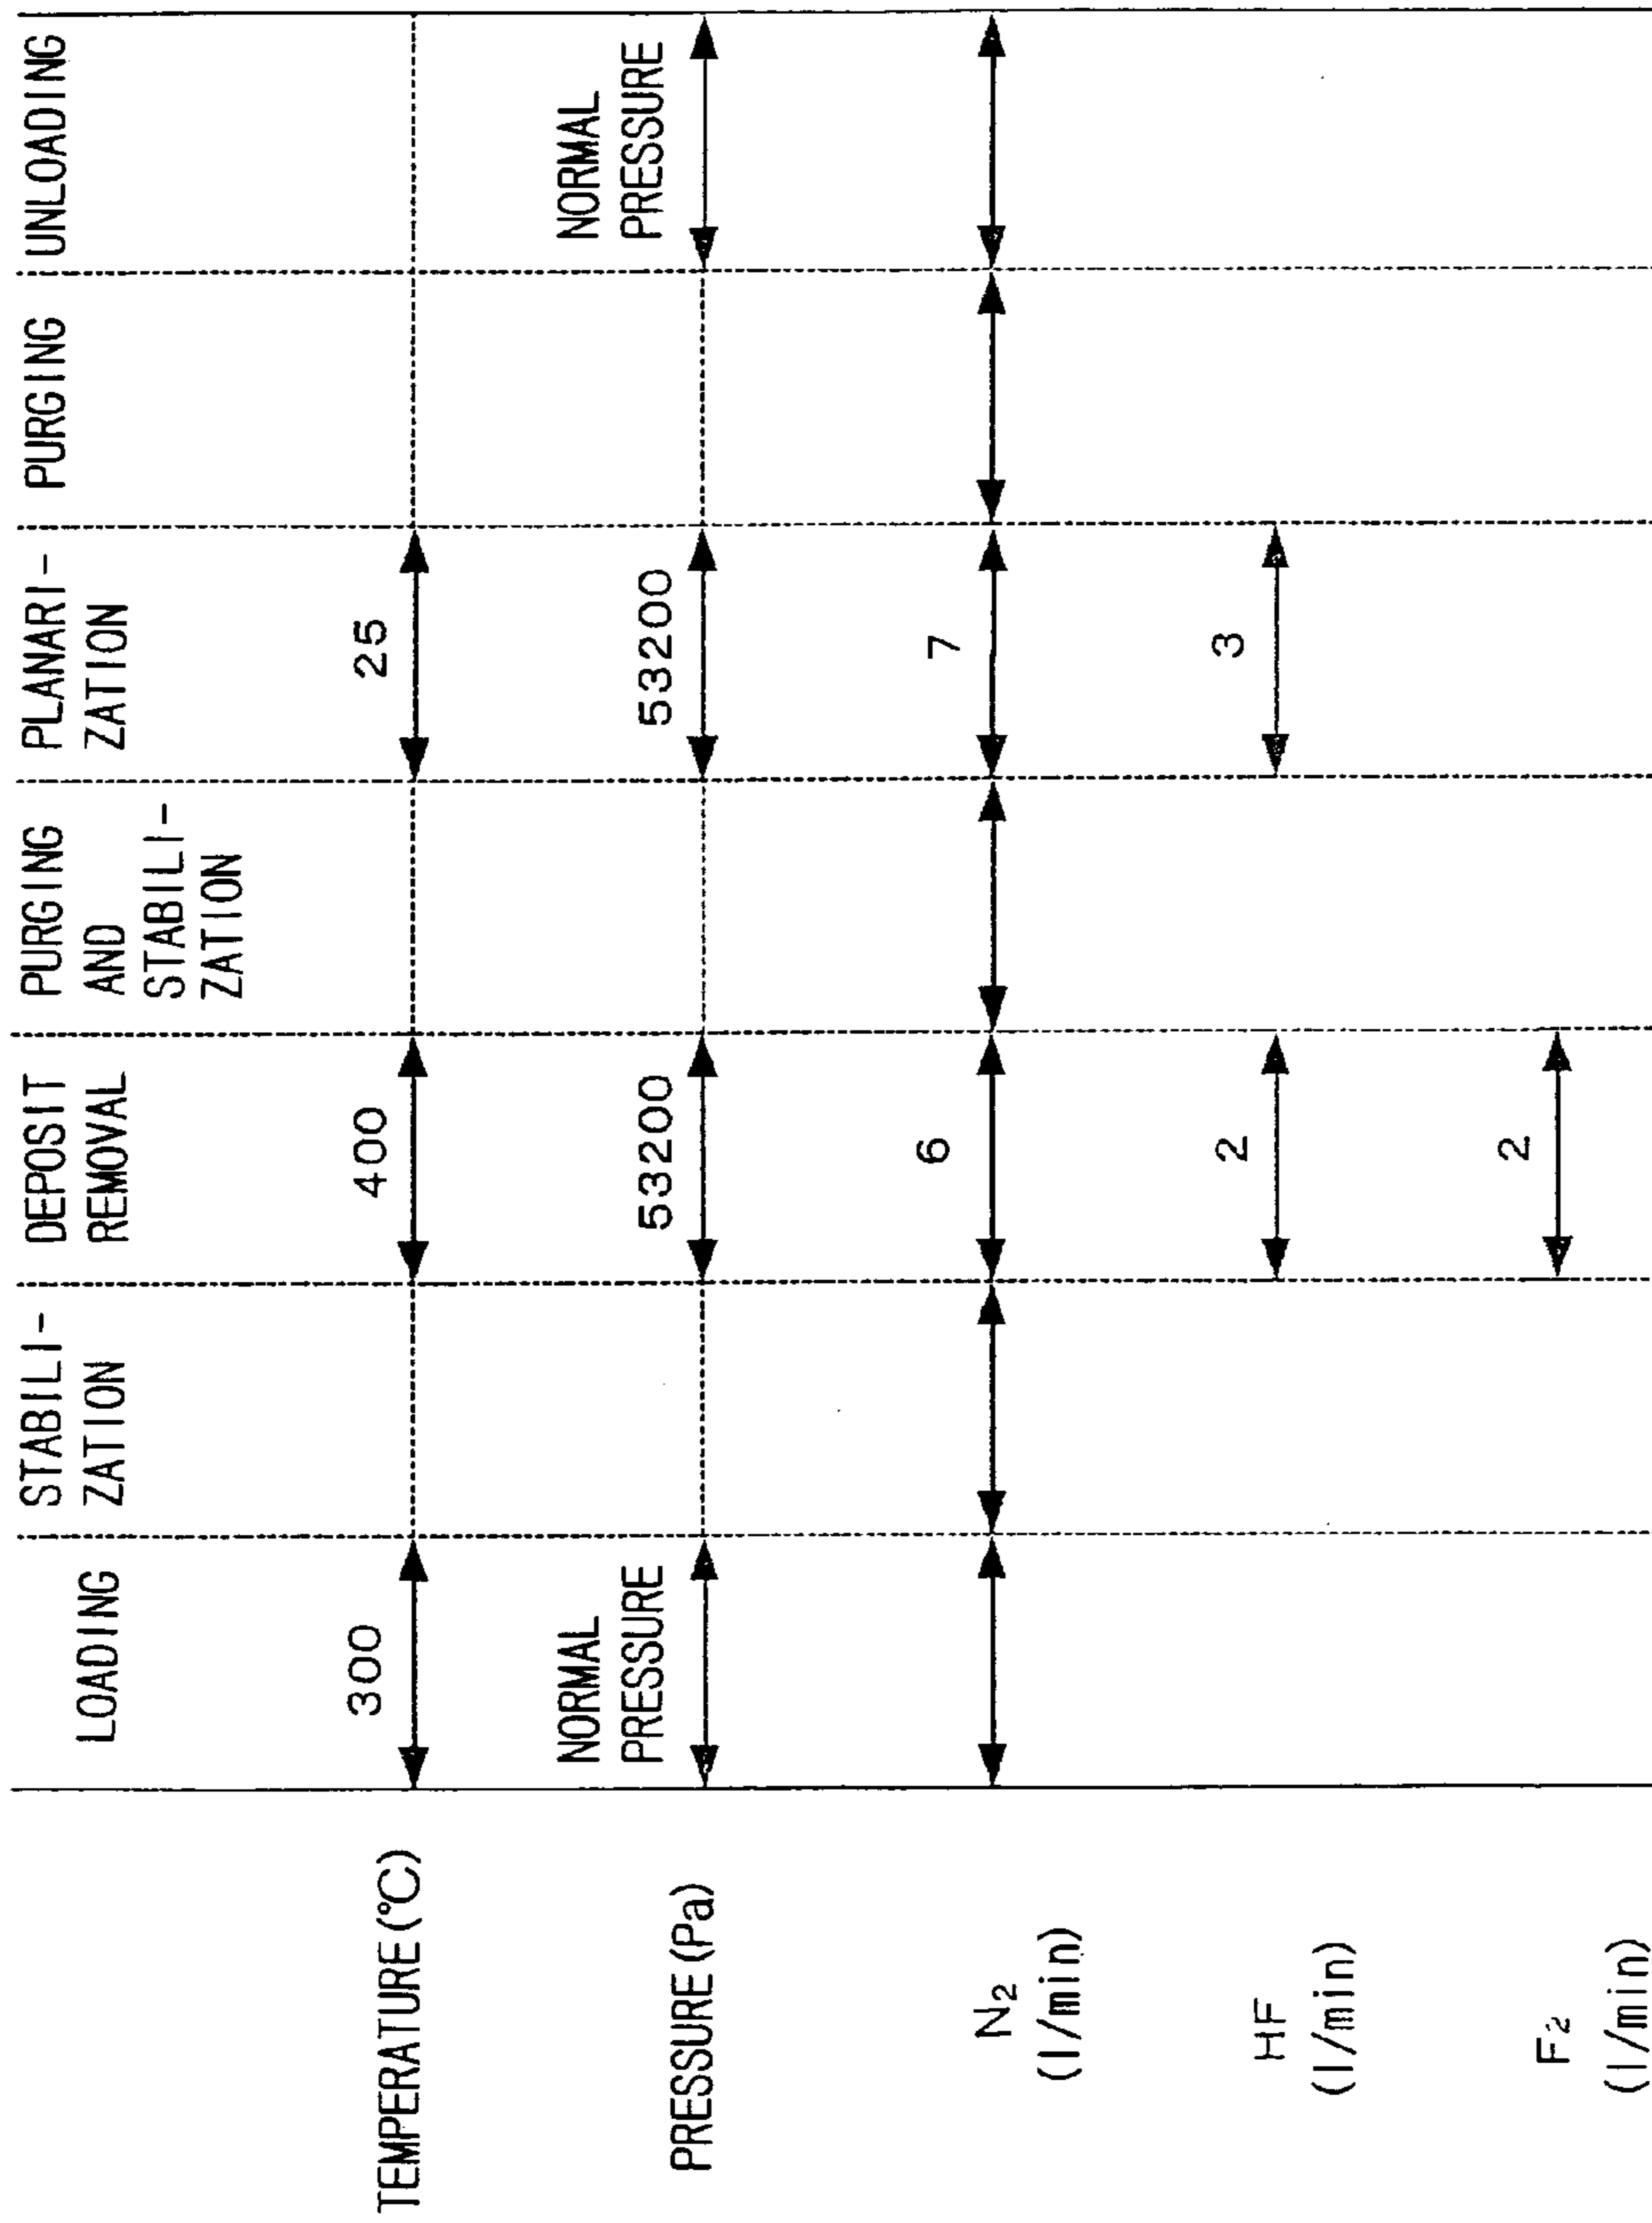 LOADING
STABILI-
ZATION
DEPOSIT
REMOVAL
PURGING
AND
STABILI-
ZATION
PLANARI-
ZATION
PURGING
UNLOADING
TEMPERATURE (°C)
300
400
25
PRESSURE (Pa)
NORMAL
PRESSURE
53200
53200
NORMAL
PRESSURE
N2
(l/min)
6
7
HF
(l/min)
2
3
F2
(l/min)
2